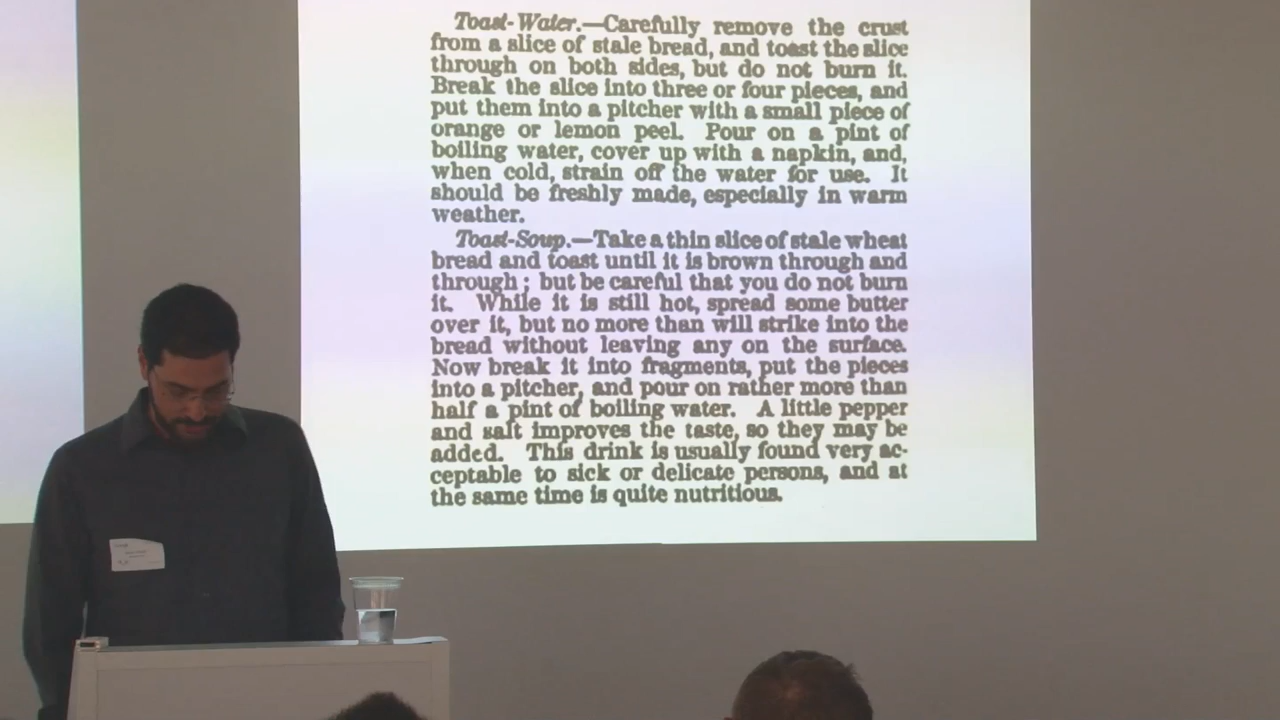 Toast-Water.—Carefully remove the crust
from a slice of stale bread, and toast the slice
through on both sides, but do not burn it.
Break the slice into three or four pieces, and
put them into a pitcher with a small piece of
orange or lemon peel. Pour on a pint of
boiling water, cover up with a napkin, and,
when cold, strain off the water for use. It
should be freshly made, especially in warm
weather.
Toast-Soup.—Take a thin slice of stale wheat
bread and toast until it is brown through and
through; but be careful that you do not burn
it. While it is still hot, spread some butter
over it, but no more than will strike into the
bread without leaving any on the surface.
Now break it into fragments, put the pieces
into a pitcher, and pour on rather more than
half a pint of boiling water. A little pepper
and salt improves the taste, so they may be
added. This drink is usually found very ac-
ceptable to sick or delicate persons, and at
the same time is quite nutritious.